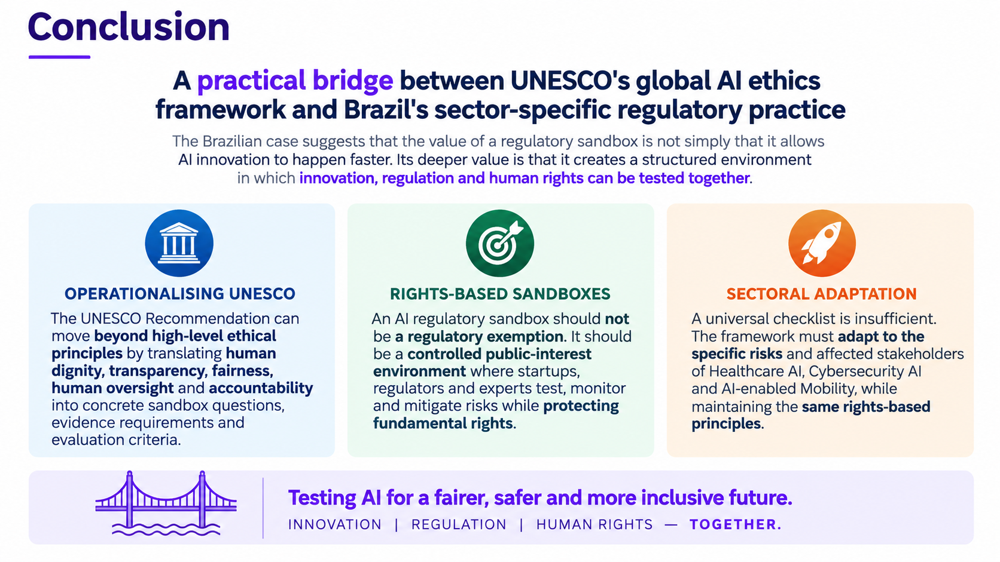 Conclusion
A practical bridge between UNESCO's global AI ethics
framework and Brazil's sector-specific regulatory practice
The Brazilian case suggests that the value of a regulatory sandbox is not simply that it allows
AI innovation to happen faster. Its deeper value is that it creates a structured environment
in which innovation, regulation and human rights can be tested together.
OPERATIONALISING UNESCO
The UNESCO Recommendation can
move beyond high-level ethical
principles by translating human
dignity, transparency, fairness,
human oversight and accountability
into concrete sandbox questions,
evidence requirements and
evaluation criteria.
RIGHTS-BASED SANDBOXES
An AI regulatory sandbox should not
be a regulatory exemption. It should
be a controlled public-interest
environment where startups,
regulators and experts test, monitor
and mitigate risks while protecting
fundamental rights.
SECTORAL ADAPTATION
A universal checklist is insufficient.
The framework must adapt to the
specific risks and affected stakeholders
of Healthcare AI, Cybersecurity AI
and AI-enabled Mobility, while
maintaining the same rights-based
principles.
Testing AI for a fairer, safer and more inclusive future.
INNOVATION | REGULATION | HUMAN RIGHTS — TOGETHER.